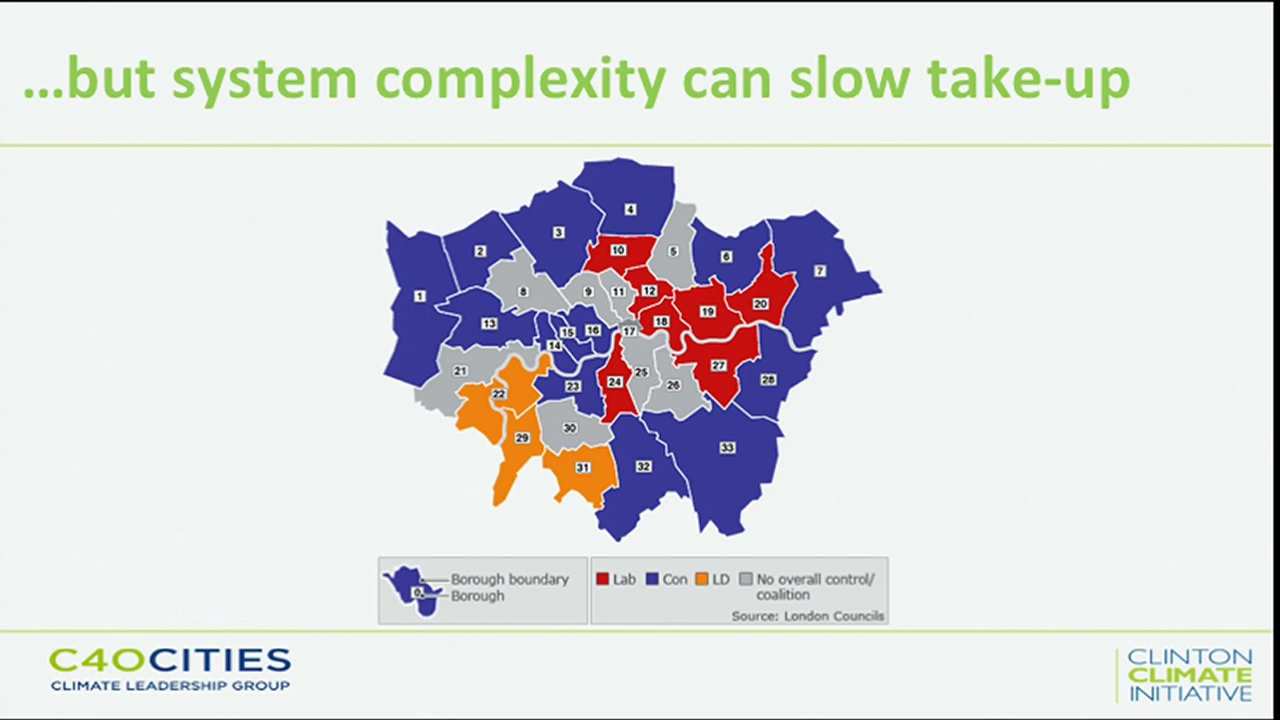 …but system complexity can slow take-up
4
3
10
2
5
6
7
8
9
11
12
1
20
19
13
18
15
16
17
14
27
21
25
28
24
26
23
22
30
29
33
31
32
Borough boundary
0
Borough
Lab
Con
LD
No overall control/
coalition
Source: London Councils
C40CITIES
CLIMATE LEADERSHIP GROUP
CLINTON
CLIMATE
INITIATIVE